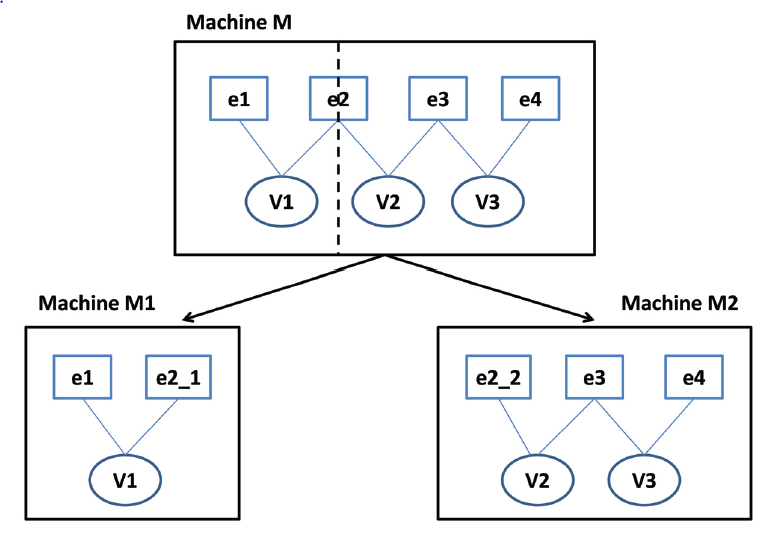 Machine M
e1 e2 e3 e4
V1 V2 V3
Machine M1 Machine M2
e1 e2_1 e2_2 e3 e4
V1 V2 V3